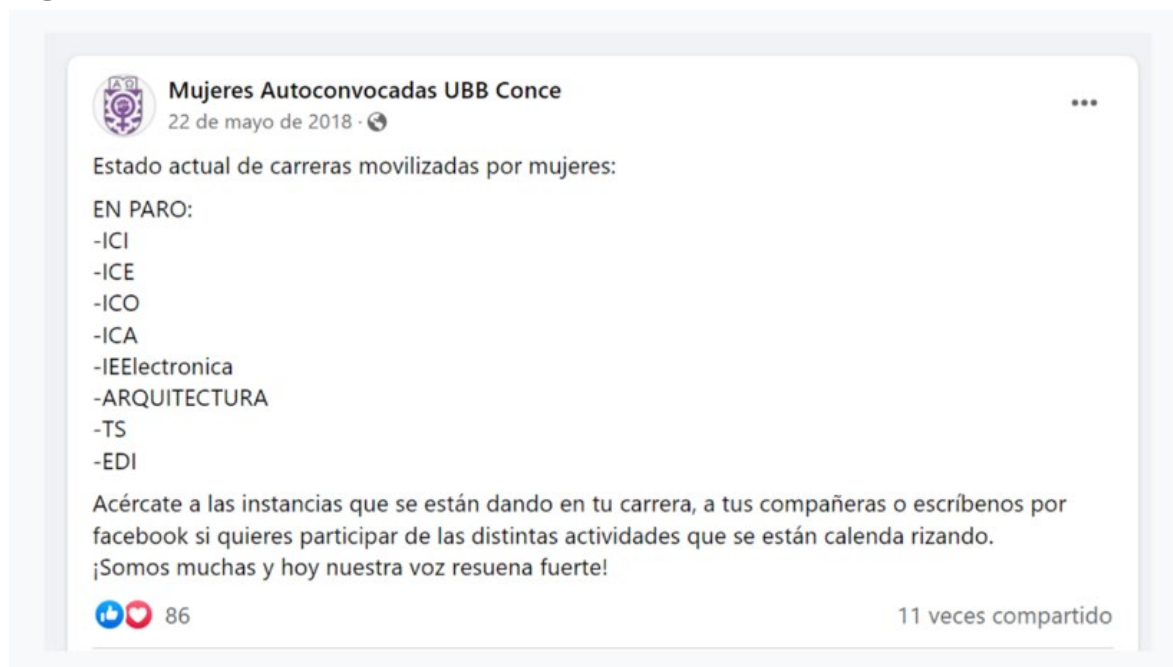 Mujeres Autoconvocadas UBB Conce
22 de mayo de 2018 ·
Estado actual de carreras movilizadas por mujeres:
EN PARO:
-ICI
-ICE
-ICO
-ICA
-IEElectronica
-ARQUITECTURA
-TS
-EDI
Acércate a las instancias que se están dando en tu carrera, a tus compañeras o escríbenos por
facebook si quieres participar de las distintas actividades que se están calenda rizando.
¡Somos muchas y hoy nuestra voz resuena fuerte!
86
11 veces compartido